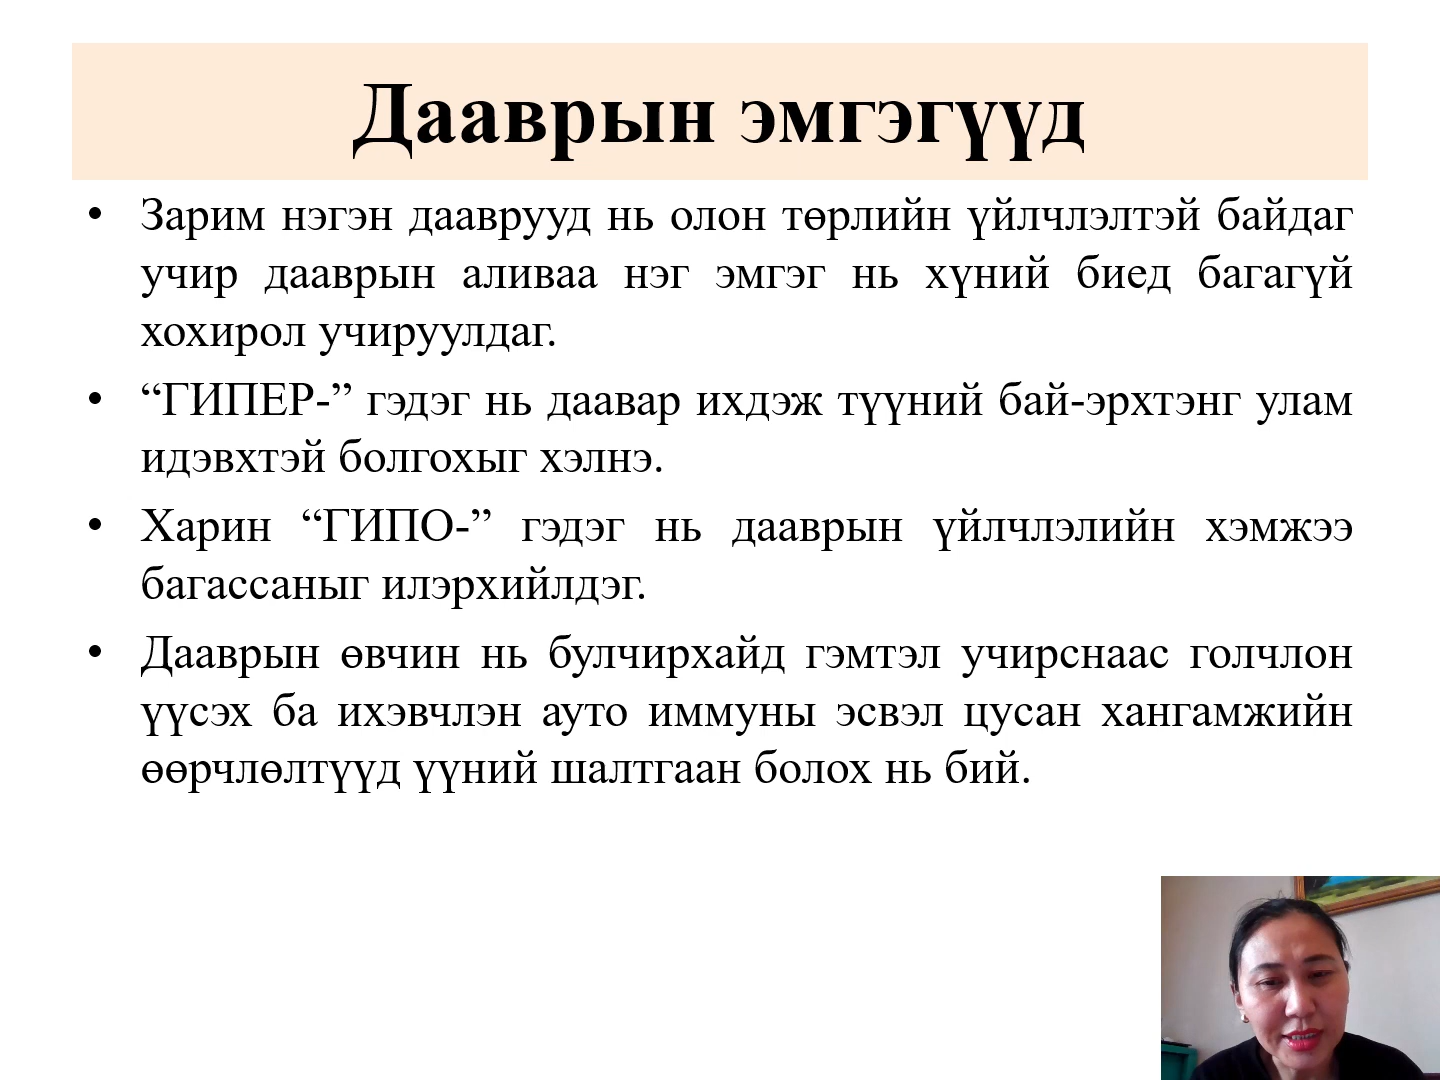 Дааврын эмгэгүүд
• Зарим нэгэн дааврууд нь олон төрлийн үйлчлэлтэй байдаг
учир дааврын аливаа нэг эмгэг нь хүний биед багагүй
хохирол учируулдаг.
• “ГИПЕР-” гэдэг нь даавар ихдэж түүний бай-эрхтэнг улам
идэвхтэй болгохыг хэлнэ.
• Харин “ГИПО-” гэдэг нь дааврын үйлчлэлийн хэмжээ
багассаныг илэрхийлдэг.
• Дааврын өвчин нь булчирхайд гэмтэл учирснаас голчлон
үүсэх ба ихэвчлэн ауто иммуны эсвэл цусан хангамжийн
өөрчлөлтүүд үүний шалтгаан болох нь бий.